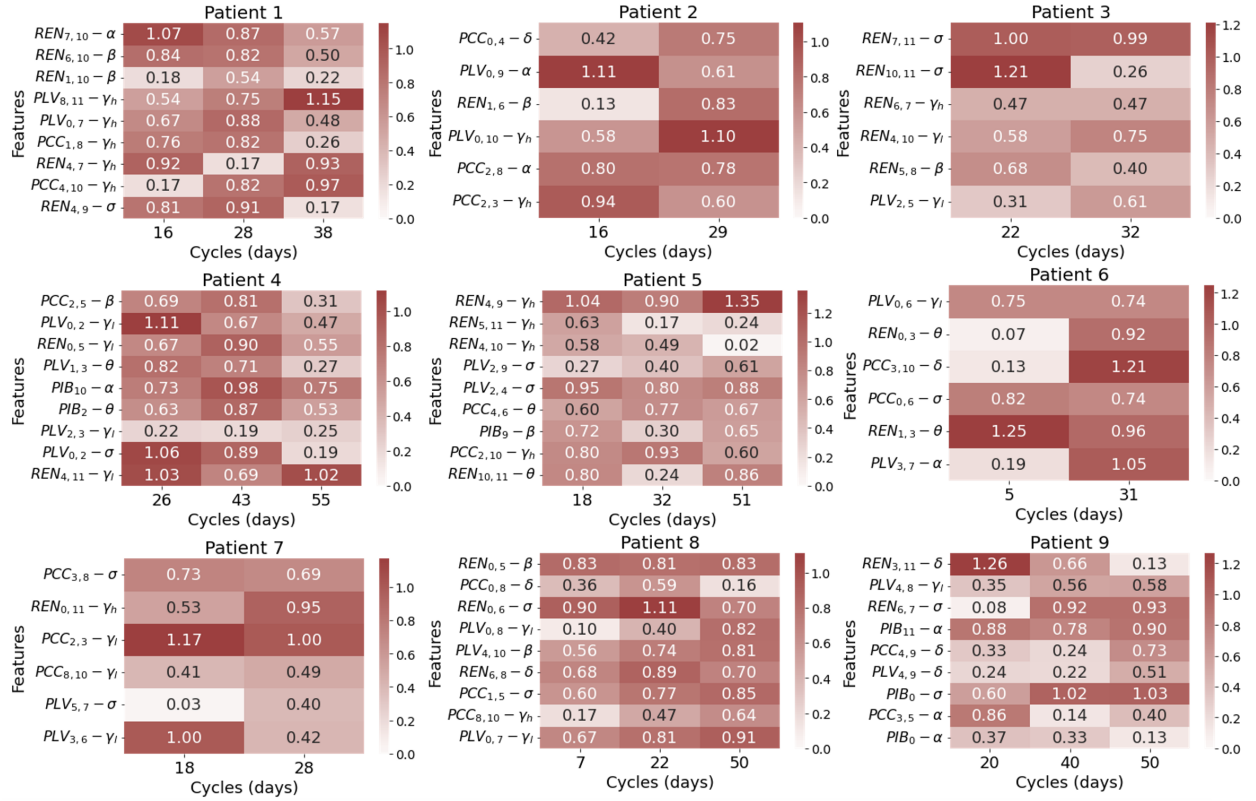 Patient 1
Features
REN7,10 − α 1.07 0.87 0.57
REN6,10 − β 0.84 0.82 0.50
REN1,10 − β 0.18 0.54 0.22
PLV8,11 − γh 0.54 0.75 1.15
PLV0,7 − γh 0.67 0.88 0.48
PCC1,8 − γh 0.76 0.82 0.26
REN4,7 − γh 0.92 0.17 0.93
PCC4,10 − γh 0.17 0.82 0.97
REN4,9 − σ 0.81 0.91 0.17
16 28 38
Cycles (days)
1.0
0.8
0.6
0.4
0.2
0.0
Patient 2
Features
PCC0,4 − δ 0.42 0.75
PLV0,9 − α 1.11 0.61
REN1,6 − β 0.13 0.83
PLV0,10 − γh 0.58 1.10
PCC2,8 − α 0.80 0.78
PCC2,3 − γh 0.94 0.60
16 29
Cycles (days)
1.0
0.8
0.6
0.4
0.2
0.0
Patient 3
Features
REN7,11 − σ 1.00 0.99
REN10,11 − σ 1.21 0.26
REN6,7 − γh 0.47 0.47
REN4,10 − γl 0.58 0.75
REN5,8 − β 0.68 0.40
PLV2,5 − γl 0.31 0.61
22 32
Cycles (days)
1.2
1.0
0.8
0.6
0.4
0.2
0.0
Patient 4
Features
PCC2,5 − β 0.69 0.81 0.31
PLV0,2 − γl 1.11 0.67 0.47
REN0,5 − γl 0.67 0.90 0.55
PLV1,3 − θ 0.82 0.71 0.27
PIB10 − α 0.73 0.98 0.75
PIB2 − θ 0.63 0.87 0.53
PLV2,3 − γl 0.22 0.19 0.25
PLV0,2 − σ 1.06 0.89 0.19
REN4,11 − γl 1.03 0.69 1.02
26 43 55
Cycles (days)
1.0
0.8
0.6
0.4
0.2
0.0
Patient 5
Features
REN4,9 − γh 1.04 0.90 1.35
REN5,11 − γh 0.63 0.17 0.24
REN4,10 − γh 0.58 0.49 0.02
PLV2,9 − σ 0.27 0.40 0.61
PLV2,4 − σ 0.95 0.80 0.88
PCC4,6 − θ 0.60 0.77 0.67
PIB9 − β 0.72 0.30 0.65
PCC2,10 − γh 0.80 0.93 0.60
REN10,11 − θ 0.80 0.24 0.86
18 32 51
Cycles (days)
1.2
1.0
0.8
0.6
0.4
0.2
0.0
Patient 6
Features
PLV0,6 − γl 0.75 0.74
REN0,3 − θ 0.07 0.92
PCC3,10 − δ 0.13 1.21
PCC0,6 − σ 0.82 0.74
REN1,3 − θ 1.25 0.96
PLV3,7 − α 0.19 1.05
5 31
Cycles (days)
1.2
1.0
0.8
0.6
0.4
0.2
0.0
Patient 7
Features
PCC3,8 − σ 0.73 0.69
REN0,11 − γh 0.53 0.95
PCC2,3 − γl 1.17 1.00
PCC8,10 − γl 0.41 0.49
PLV5,7 − σ 0.03 0.40
PLV3,6 − γl 1.00 0.42
18 28
Cycles (days)
1.0
0.8
0.6
0.4
0.2
0.0
Patient 8
Features
REN0,5 − β 0.83 0.81 0.83
PCC0,8 − δ 0.36 0.59 0.16
REN0,6 − σ 0.90 1.11 0.70
PLV0,8 − γl 0.10 0.40 0.82
PLV4,10 − β 0.56 0.74 0.81
REN6,8 − δ 0.68 0.89 0.70
PCC1,5 − σ 0.60 0.77 0.85
PCC8,10 − γh 0.17 0.47 0.64
PLV0,7 − γl 0.67 0.81 0.91
7 22 50
Cycles (days)
1.0
0.8
0.6
0.4
0.2
0.0
Patient 9
Features
REN3,11 − δ 1.26 0.66 0.13
PLV4,8 − γl 0.35 0.56 0.58
REN6,7 − σ 0.08 0.92 0.93
PIB11 − α 0.88 0.78 0.90
PCC4,9 − δ 0.33 0.24 0.73
PLV4,9 − δ 0.24 0.22 0.51
PIB0 − σ 0.60 1.02 1.03
PCC3,5 − α 0.86 0.14 0.40
PIB0 − α 0.37 0.33 0.13
20 40 50
Cycles (days)
1.2
1.0
0.8
0.6
0.4
0.2
0.0